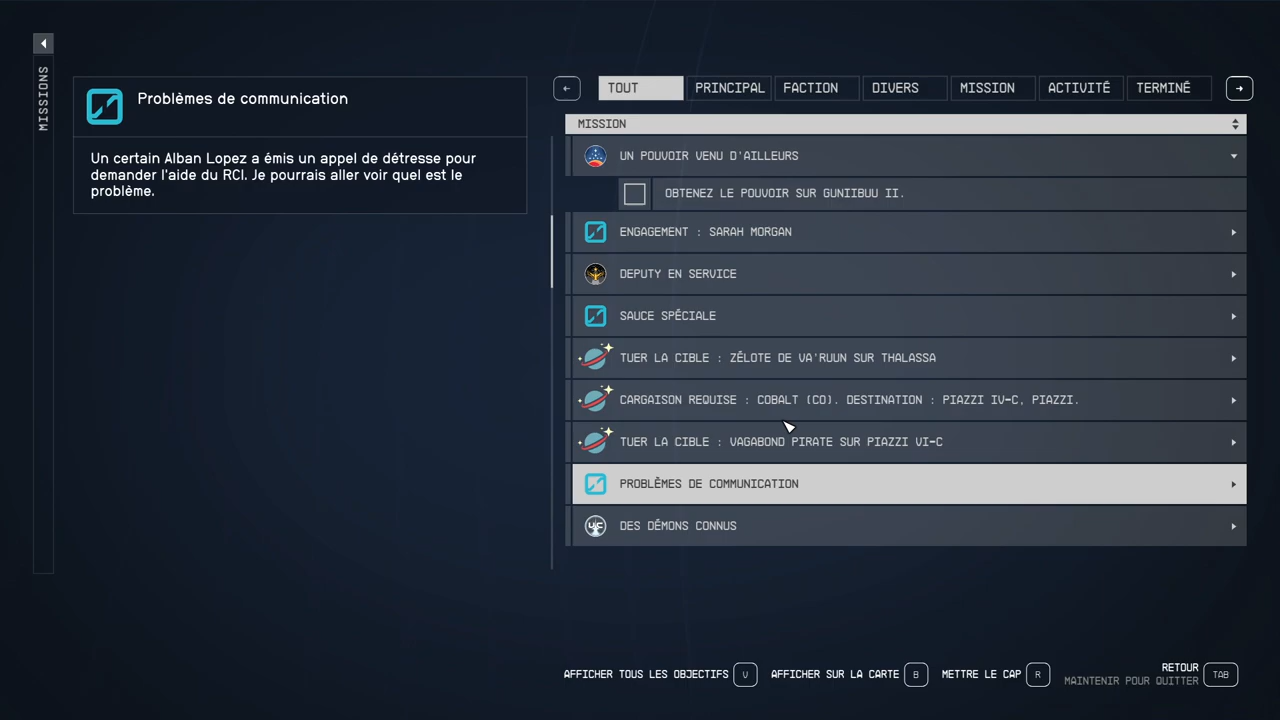 MISSIONS
Problèmes de communication
Un certain Alban Lopez a émis un appel de détresse pour
demander l'aide du RCI. Je pourrais aller voir quel est le
problème.
TOUT PRINCIPAL FACTION DIVERS MISSION ACTIVITÉ TERMINÉ
MISSION
UN POUVOIR VENU D'AILLEURS
OBTENEZ LE POUVOIR SUR GUNIIBUU II.
ENGAGEMENT : SARAH MORGAN
DEPUTY EN SERVICE
SAUCE SPÉCIALE
TUER LA CIBLE : ZÉLOTE DE VA'RUUN SUR THALASSA
CARGAISON REQUISE : COBALT (CO). DESTINATION : PIAZZI IV-C, PIAZZI.
TUER LA CIBLE : VAGABOND PIRATE SUR PIAZZI VI-C
PROBLÈMES DE COMMUNICATION
UC DES DÉMONS CONNUS
AFFICHER TOUS LES OBJECTIFS V AFFICHER SUR LA CARTE B METTRE LE CAP R RETOUR TAB
MAINTENIR POUR QUITTER